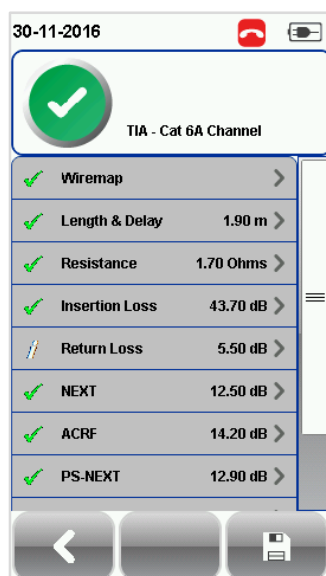 30-11-2016
TIA - Cat 6A Channel
Wiremap
Length & Delay 1.90 m
Resistance 1.70 Ohms
Insertion Loss 43.70 dB
Return Loss 5.50 dB
NEXT 12.50 dB
ACRF 14.20 dB
PS-NEXT 12.90 dB